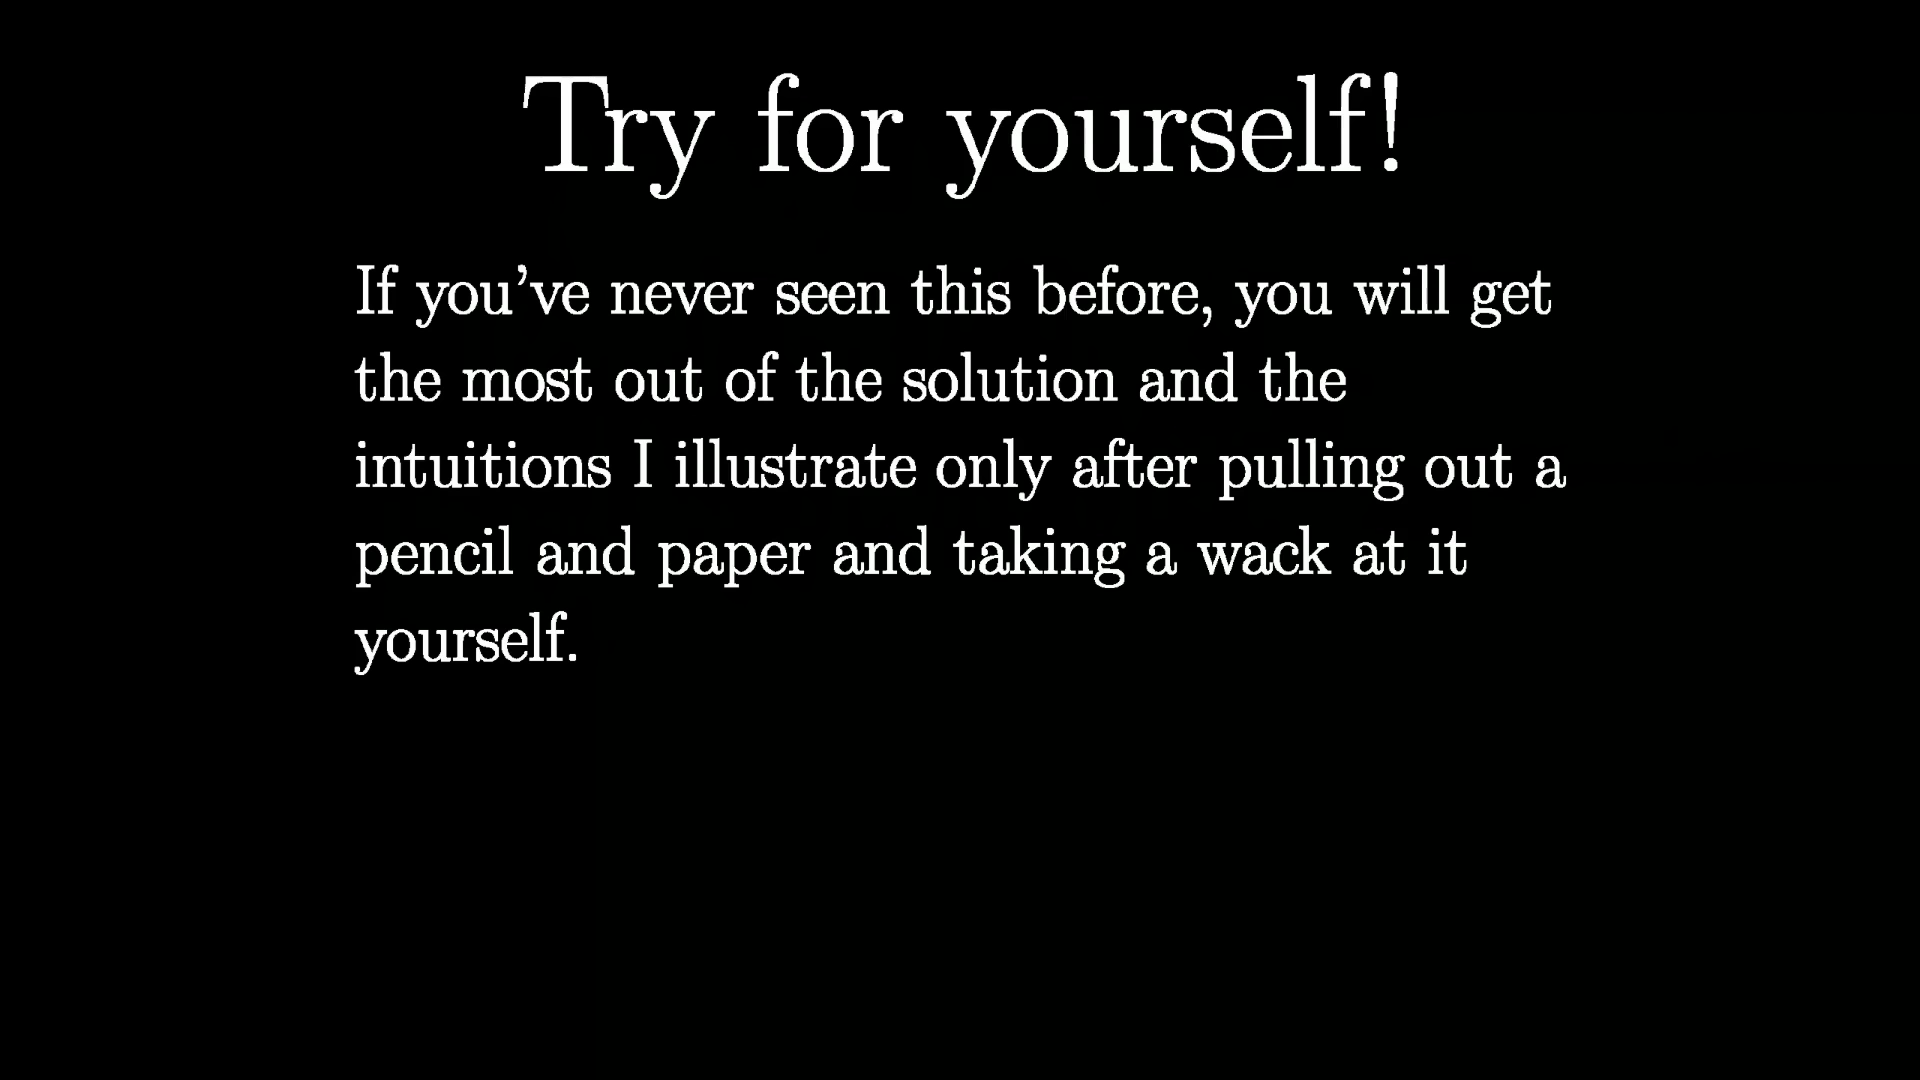 Try for yourself!
If you've never seen this before, you will get
the most out of the solution and the
intuitions I illustrate only after pulling out a
pencil and paper and taking a wack at it
yourself.